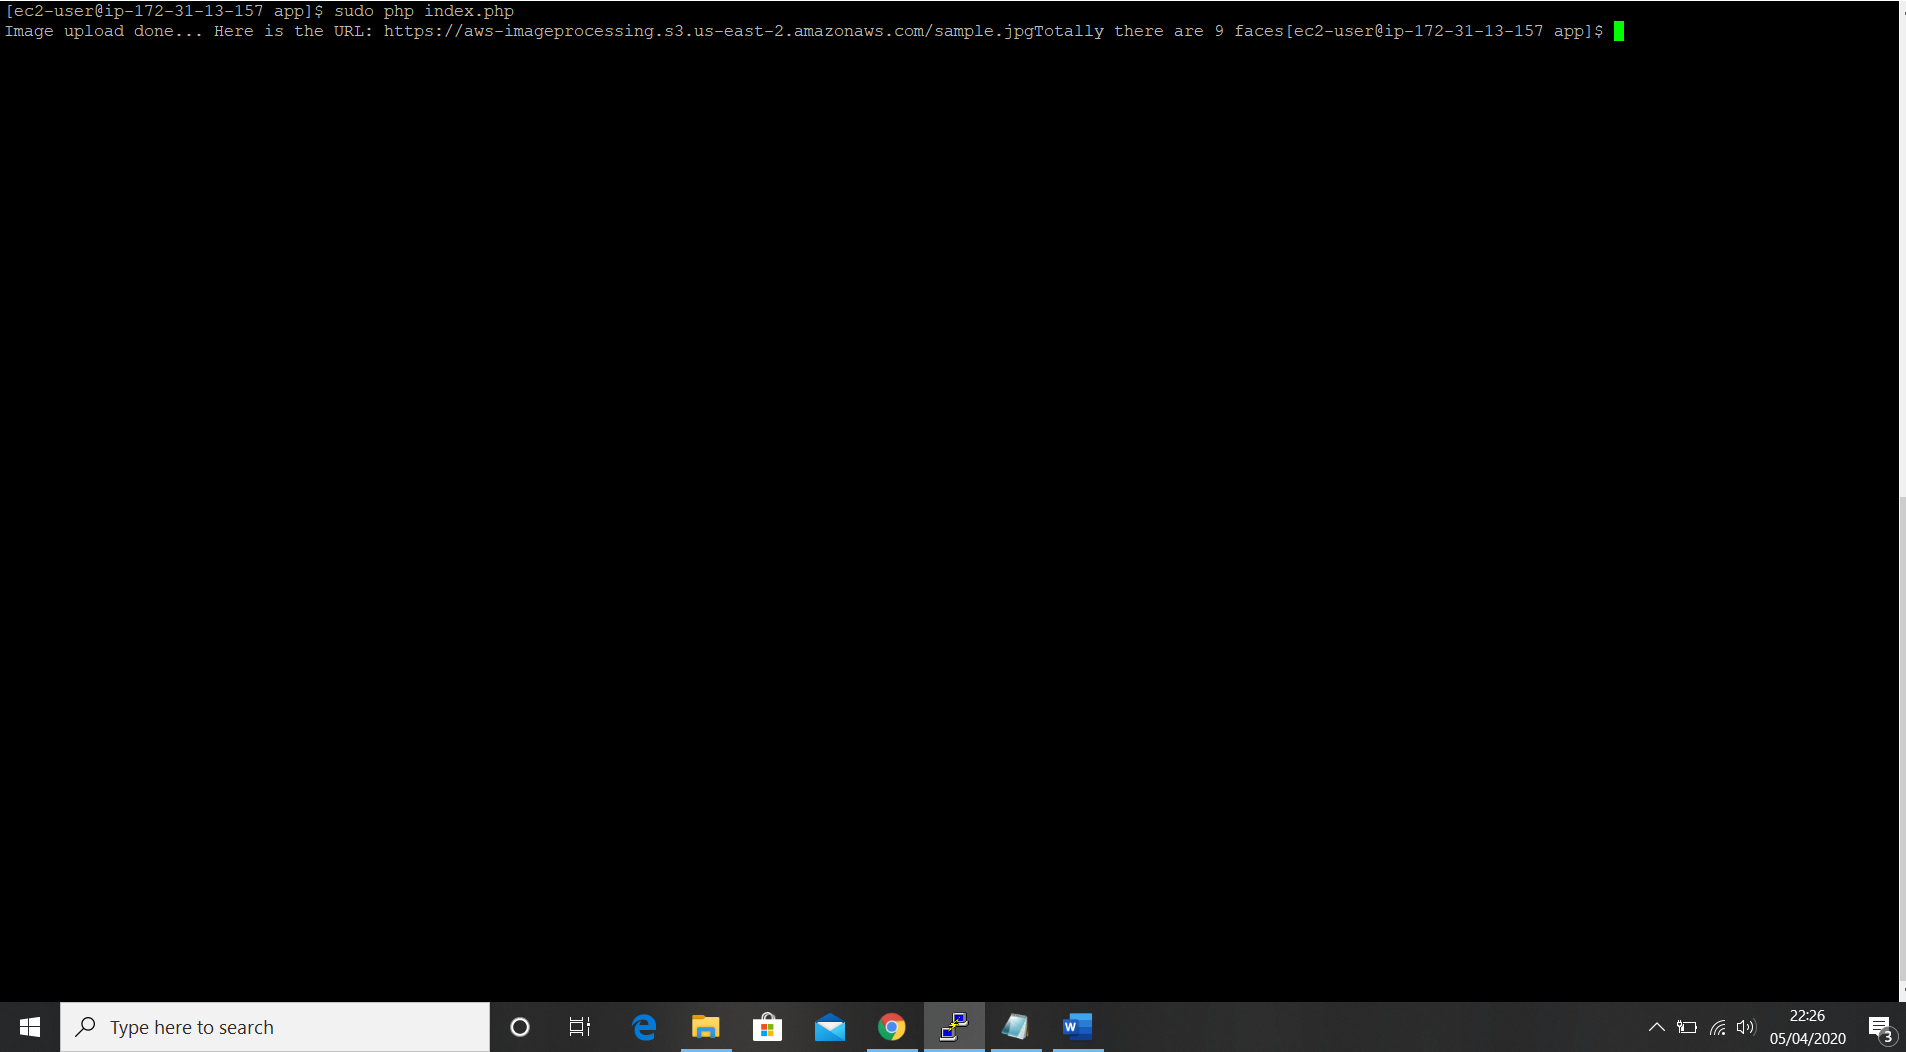 [ec2-user@ip-172-31-13-157 app]$ sudo php index.php
Image upload done... Here is the URL: https://aws-imageprocessing.s3.us-east-2.amazonaws.com/sample.jpgTotally there are 9 faces[ec2-user@ip-172-31-13-157 app]$
Type here to search
W
22:26
05/04/2020
3